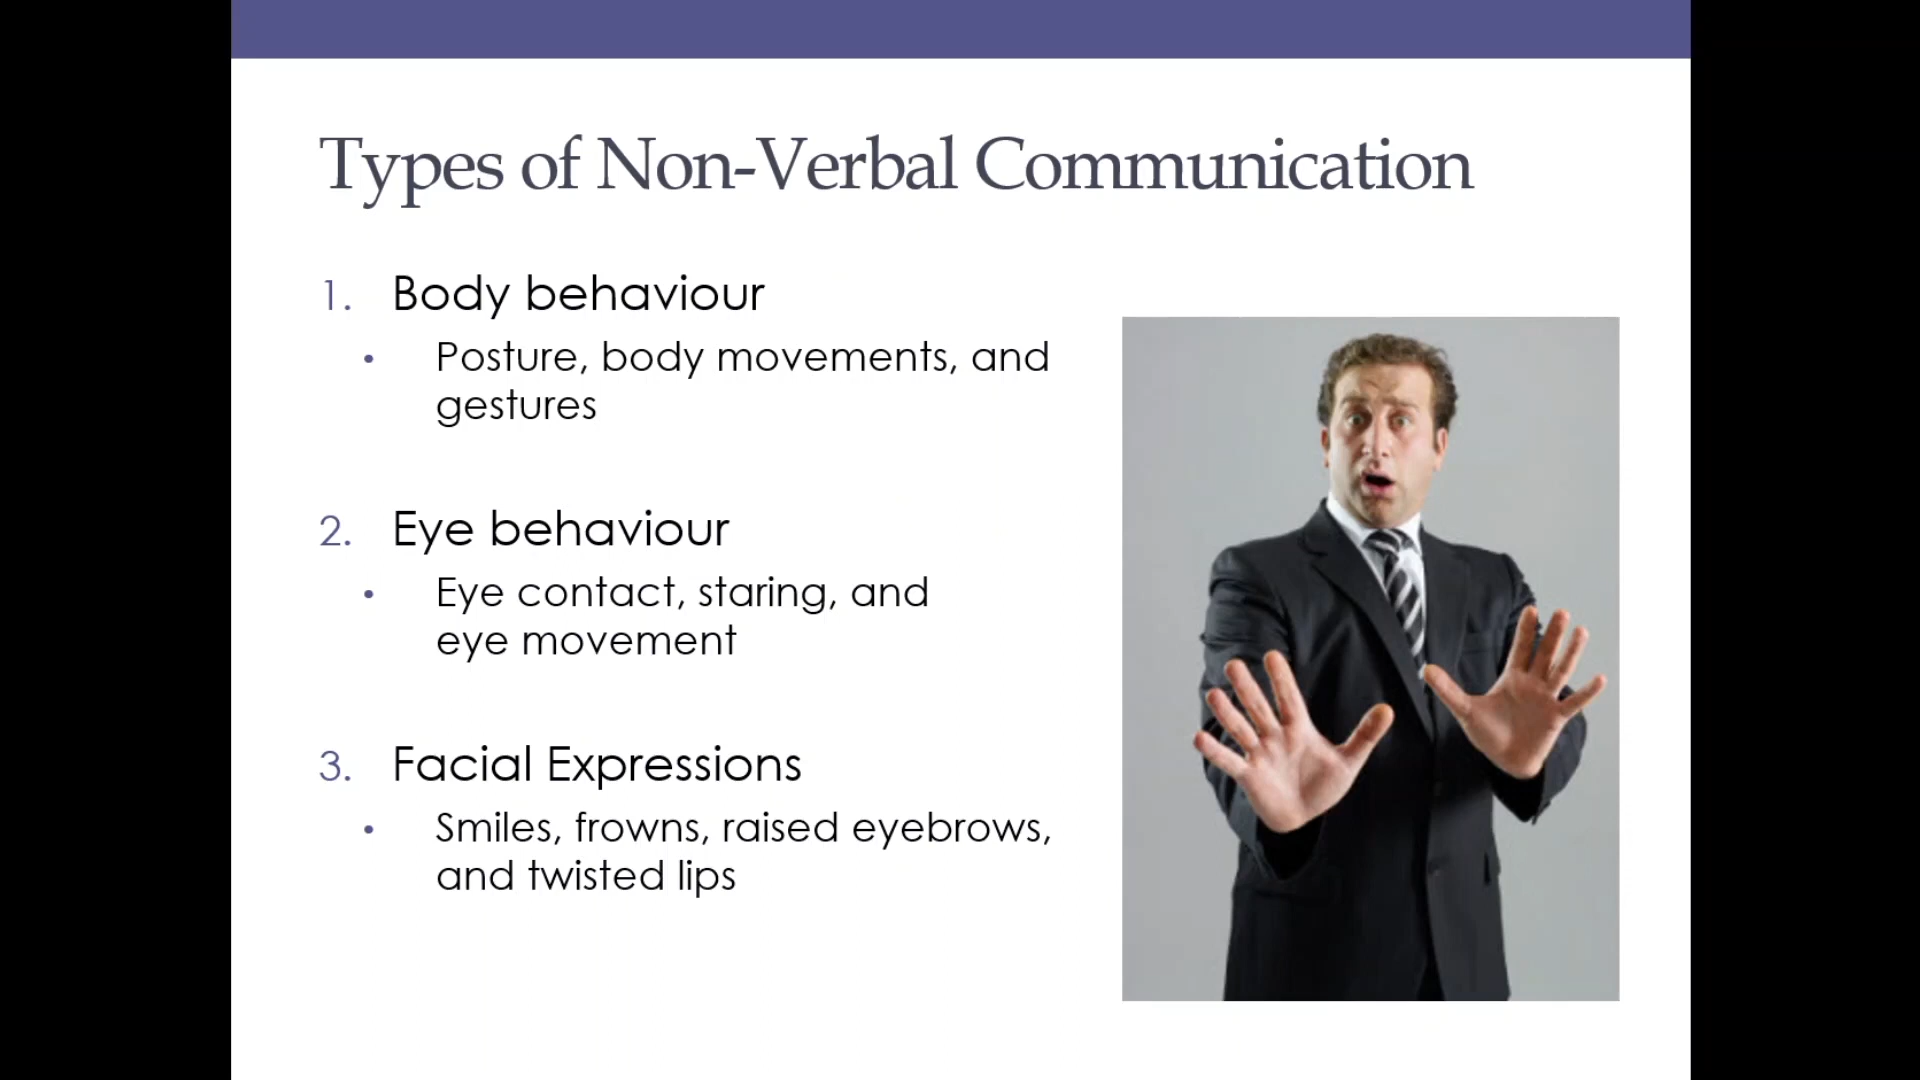 Types of Non-Verbal Communication
1. Body behaviour
• Posture, body movements, and
gestures
2. Eye behaviour
• Eye contact, staring, and
eye movement
3. Facial Expressions
• Smiles, frowns, raised eyebrows,
and twisted lips